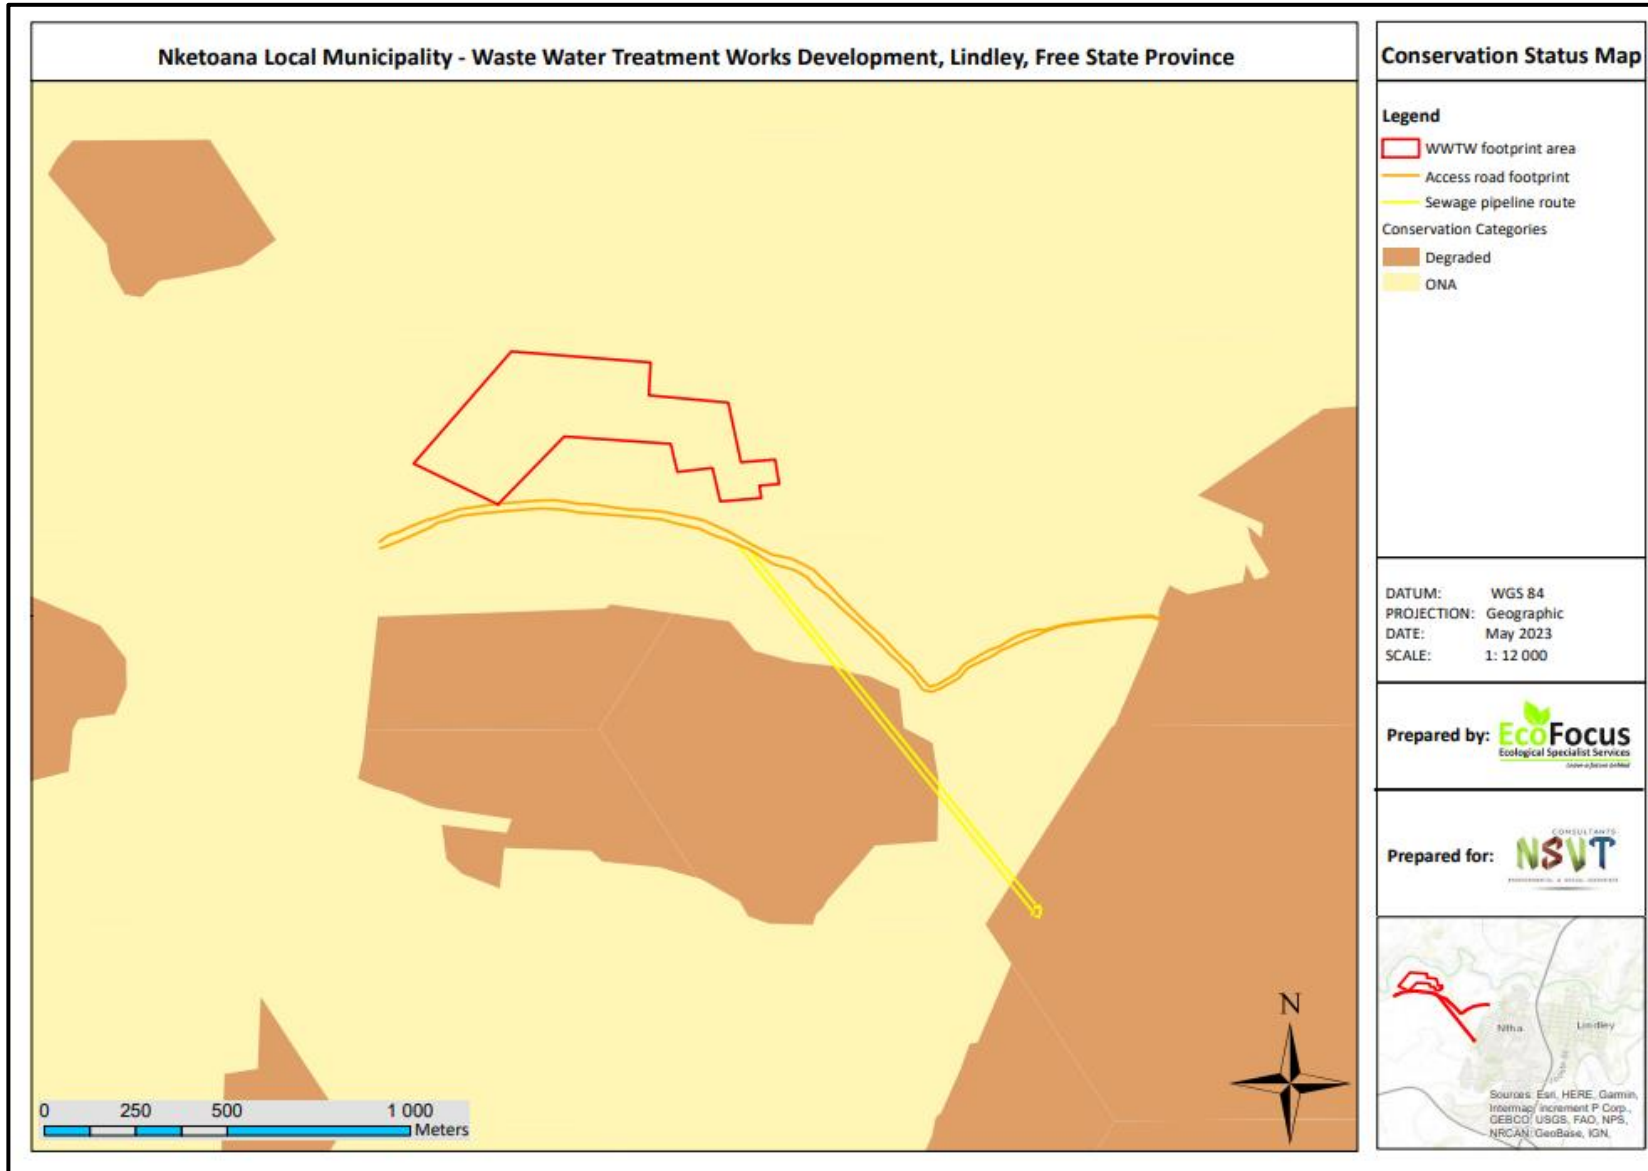 Nketoana Local Municipality - Waste Water Treatment Works Development, Lindley, Free State Province
Conservation Status Map
Legend
WWTW footprint area
Access road footprint
Sewage pipeline route
Conservation Categories
Degraded
ONA
DATUM: WGS 84
PROJECTION: Geographic
DATE: May 2023
SCALE: 1: 12 000
Prepared by: EcoFocus
Ecological Specialist Services
CONSULTANTS
Prepared for: NSVT
Ntha Lindley
Sources: Esri, HERE, Garmin,
Intermap, increment P Corp.,
GEBCO, USGS, FAO, NPS,
NRCAN, GeoBase, IGN,
N
0 250 500 1 000
Meters